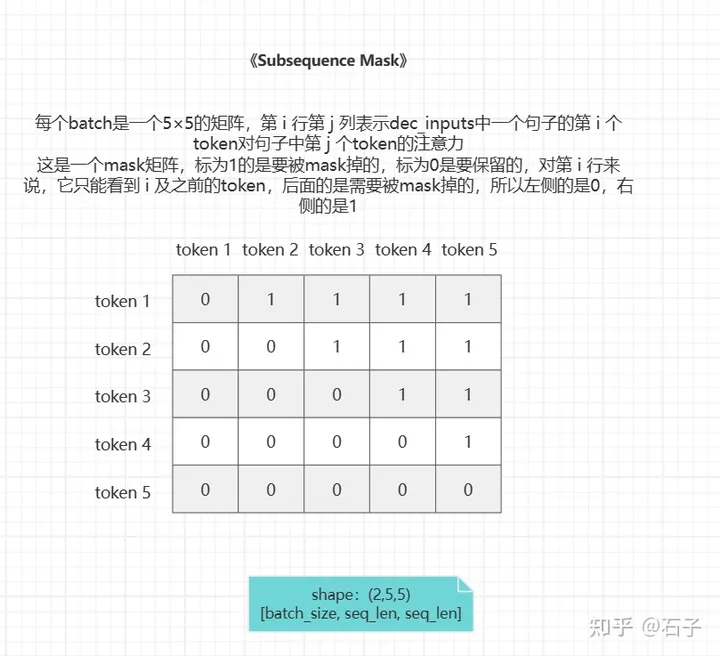 《Subsequence Mask》
每个batch是一个5×5的矩阵，第 i 行第 j 列表示dec_inputs中一个句子的第 i 个
token对句子中第 j 个token的注意力
这是一个mask矩阵，标为1的是要被mask掉的，标为0是要保留的，对第 i 行来
说，它只能看到 i 及之前的token，后面的是需要被mask掉的，所以左侧的是0，右
侧的是1
token 1 token 2 token 3 token 4 token 5
token 1 0 1 1 1 1
token 2 0 0 1 1 1
token 3 0 0 0 1 1
token 4 0 0 0 0 1
token 5 0 0 0 0 0
shape：(2,5,5)
[batch_size, seq_len, seq_len]
知乎 @石子